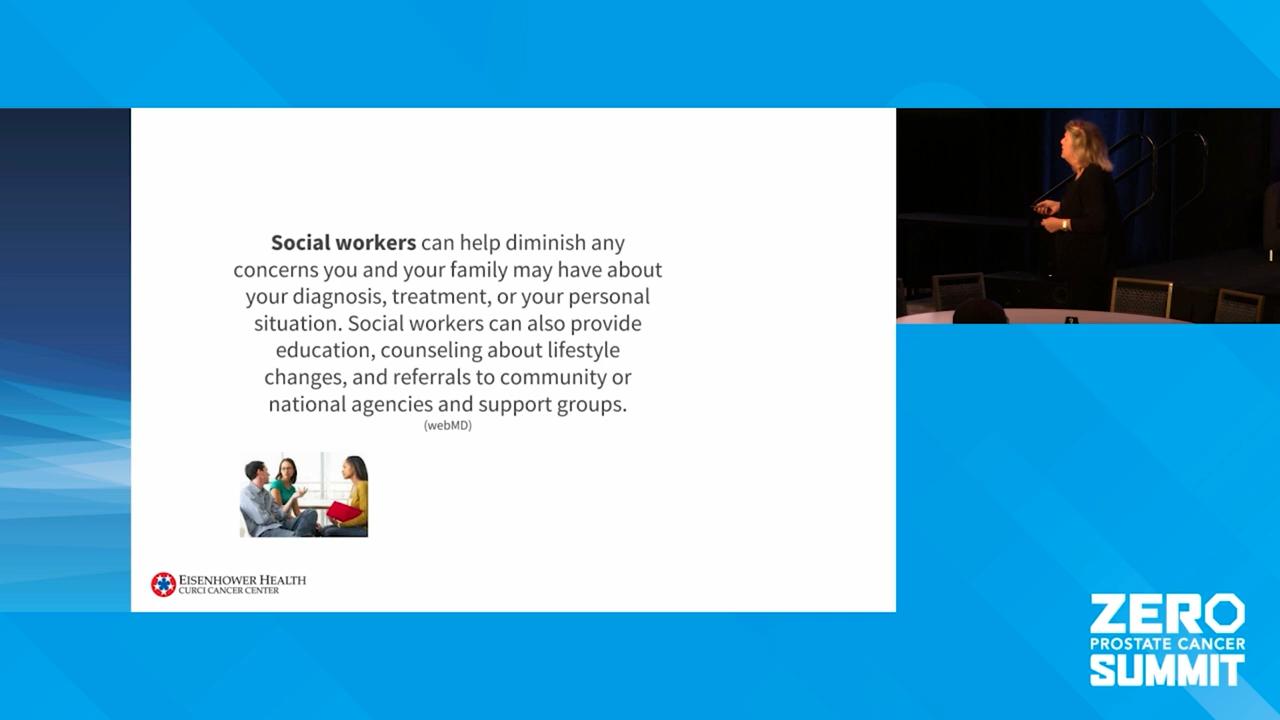 Social workers can help diminish any
concerns you and your family may have about
your diagnosis, treatment, or your personal
situation. Social workers can also provide
education, counseling about lifestyle
changes, and referrals to community or
national agencies and support groups.
(webMD)
EISENHOWER HEALTH
CURCI CANCER CENTER
ZERO
PROSTATE CANCER
SUMMIT